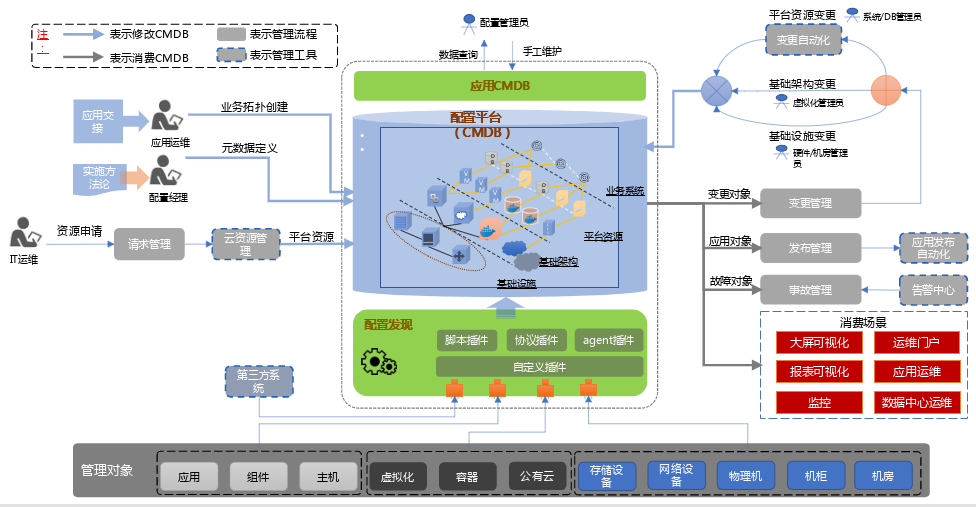 注
：
表示修改CMDB
表示管理流程
表示消费CMDB
表示管理工具
配置管理员
数据查询
手工维护
平台资源变更
系统/DB管理员
变更自动化
基础架构变更
虚拟化管理员
基础设施变更
硬件/机房管理
员
应用CMDB
配置平台
（CMDB）
业务系统
平台资源
基础架构
基础设施
应用交
接
应用运维
业务拓扑创建
实施方
法论
配置经理
元数据定义
IT运维
资源申请
请求管理
云资源管
理
平台资源
变更对象
变更管理
应用对象
发布管理
应用发布
自动化
故障对象
事故管理
告警中心
消费场景
大屏可视化
运维门户
报表可视化
应用运维
监控
数据中心运维
配置发现
脚本插件
协议插件
agent插件
自定义插件
第三方系
统
管理对象
应用
组件
主机
虚拟化
容器
公有云
存储设
备
网络设
备
物理机
机柜
机房